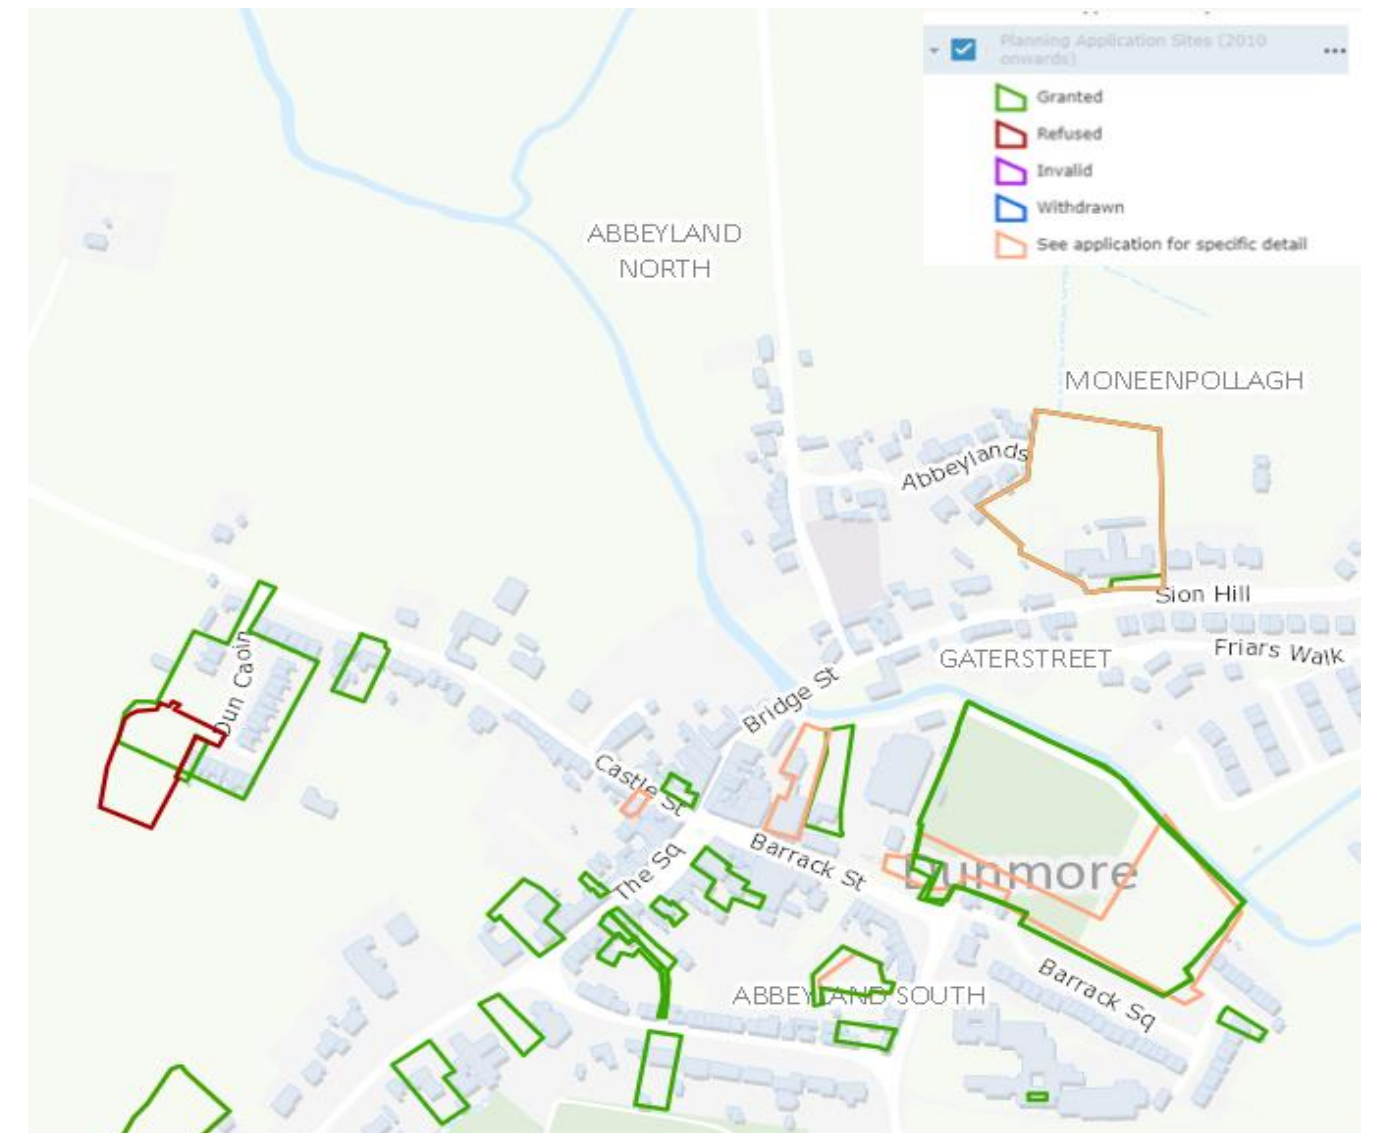 Planning Application Sites (2010
onwards)
Granted
Refused
Invalid
Withdrawn
See application for specific detail
ABBEYLAND
NORTH
MONEENPOLLAGH
Abbeylands
Sion Hill
Friars Walk
GATERSTREET
Dun Caoin
Bridge St
Castle St
The Sq
Barrack St
Dunmore
ABBEYLAND SOUTH
Barrack Sq